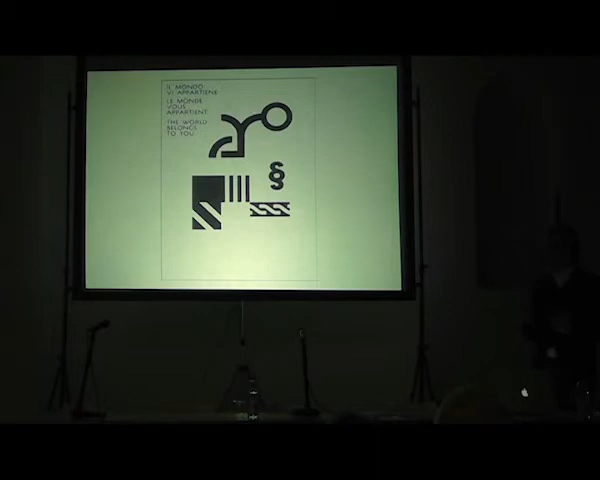 IL MONDO
VI APPARTIENE
LE MONDE
VOUS
APPARTIENT
THE WORLD
BELONGS
TO YOU